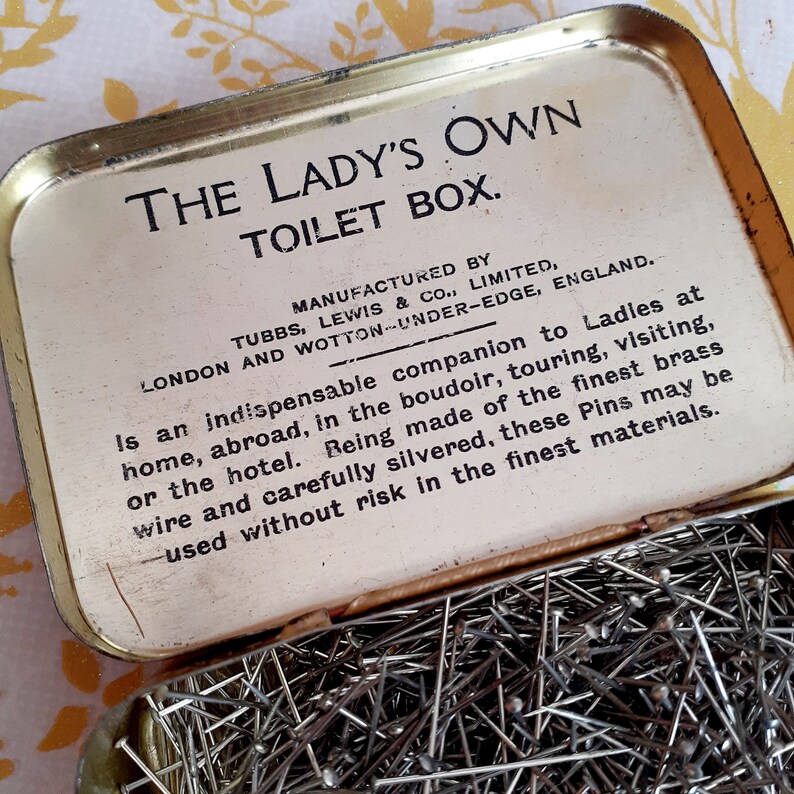 THE LADY'S OWN
TOILET BOX.
MANUFACTURED BY
TUBBS, LEWIS & CO., LIMITED,
LONDON AND WOTTON-UNDER-EDGE, ENGLAND.
Is an indispensable companion to Ladies at
home, abroad, in the boudoir, touring, visiting,
or the hotel. Being made of the finest brass
wire and carefully silvered, these Pins may be
used without risk in the finest materials.